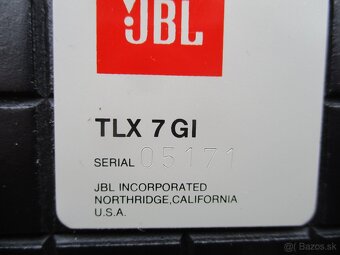 JBL
TLX 7 GI
SERIAL 05171
JBL INCORPORATED
NORTHRIDGE,CALIFORNIA
U.S.A.
Bazos.sk